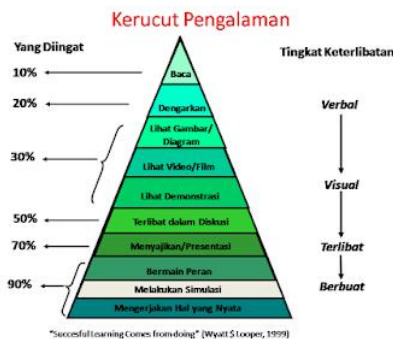 Kerucut Pengalaman
Yang Diingat
Tingkat Keterlibatan
10%
Baca
20%
Dengarkan
Verbal
Lihat Gambar/
Diagram
30%
Lihat Video/Film
Lihat Demonstrasi
Visual
50%
Terlibat dalam Diskusi
70%
Menyajikan/Presentasi
Terlibat
Bermain Peran
90%
Melakukan Simulasi
Berbuat
Mengerjakan Hal yang Nyata
"Succesful Learning Comes from doing" (Wyatt $ Looper, 1999)